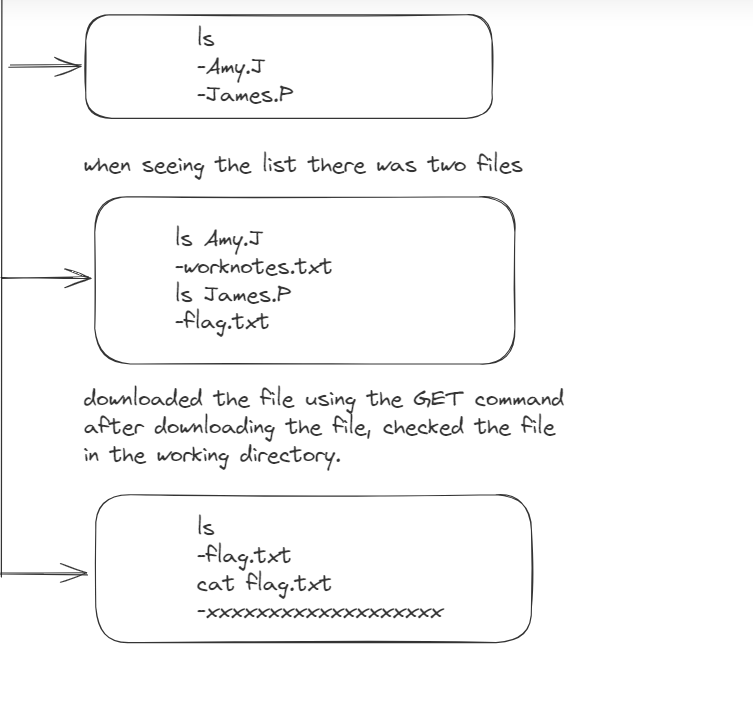 ls
-Amy.J
-James.P
when seeing the list there was two files
ls Amy.J
-worknotes.txt
ls James.P
-flag.txt
downloaded the file using the GET command
after downloading the file, checked the file
in the working directory.
ls
-flag.txt
cat flag.txt
-xxxxxxxxxxxxxxxxxxx